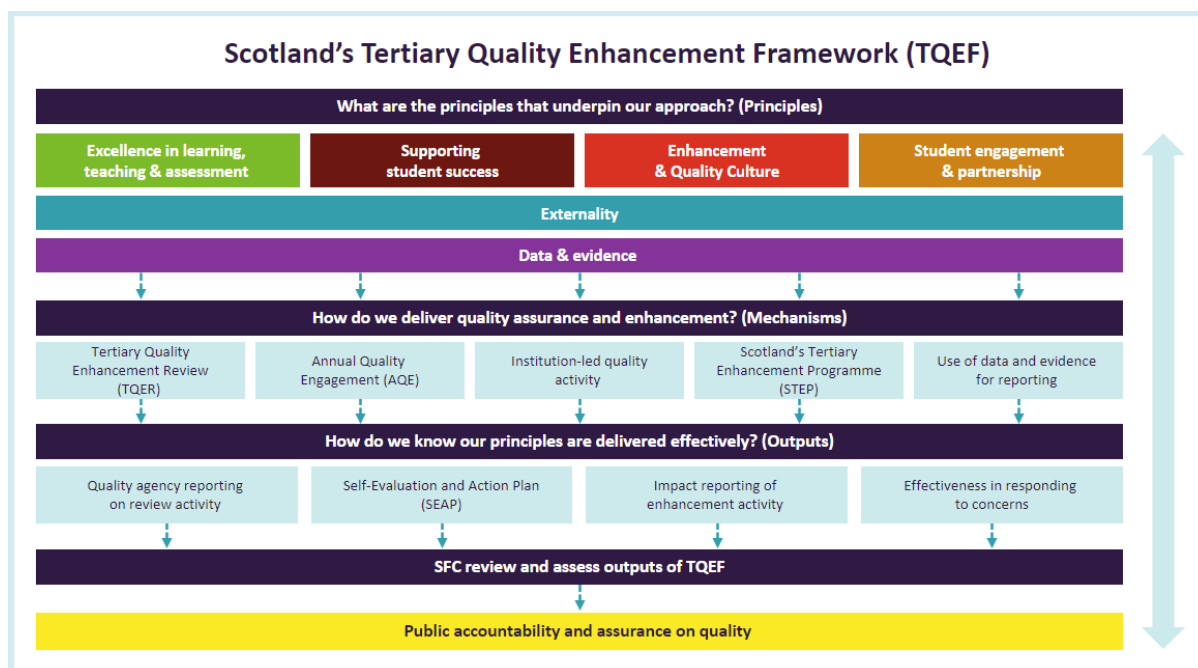 Scotland's Tertiary Quality Enhancement Framework (TQEF)
What are the principles that underpin our approach? (Principles)
Excellence in learning,
teaching & assessment
Supporting
student success
Enhancement
& Quality Culture
Student engagement
& partnership
Externality
Data & evidence
How do we deliver quality assurance and enhancement? (Mechanisms)
Tertiary Quality
Enhancement Review
(TQER)
Annual Quality
Engagement (AQE)
Institution-led quality
activity
Scotland's Tertiary
Enhancement Programme
(STEP)
Use of data and evidence
for reporting
How do we know our principles are delivered effectively? (Outputs)
Quality agency reporting
on review activity
Self-Evaluation and Action Plan
(SEAP)
Impact reporting of
enhancement activity
Effectiveness in responding
to concerns
SFC review and assess outputs of TQEF
Public accountability and assurance on quality